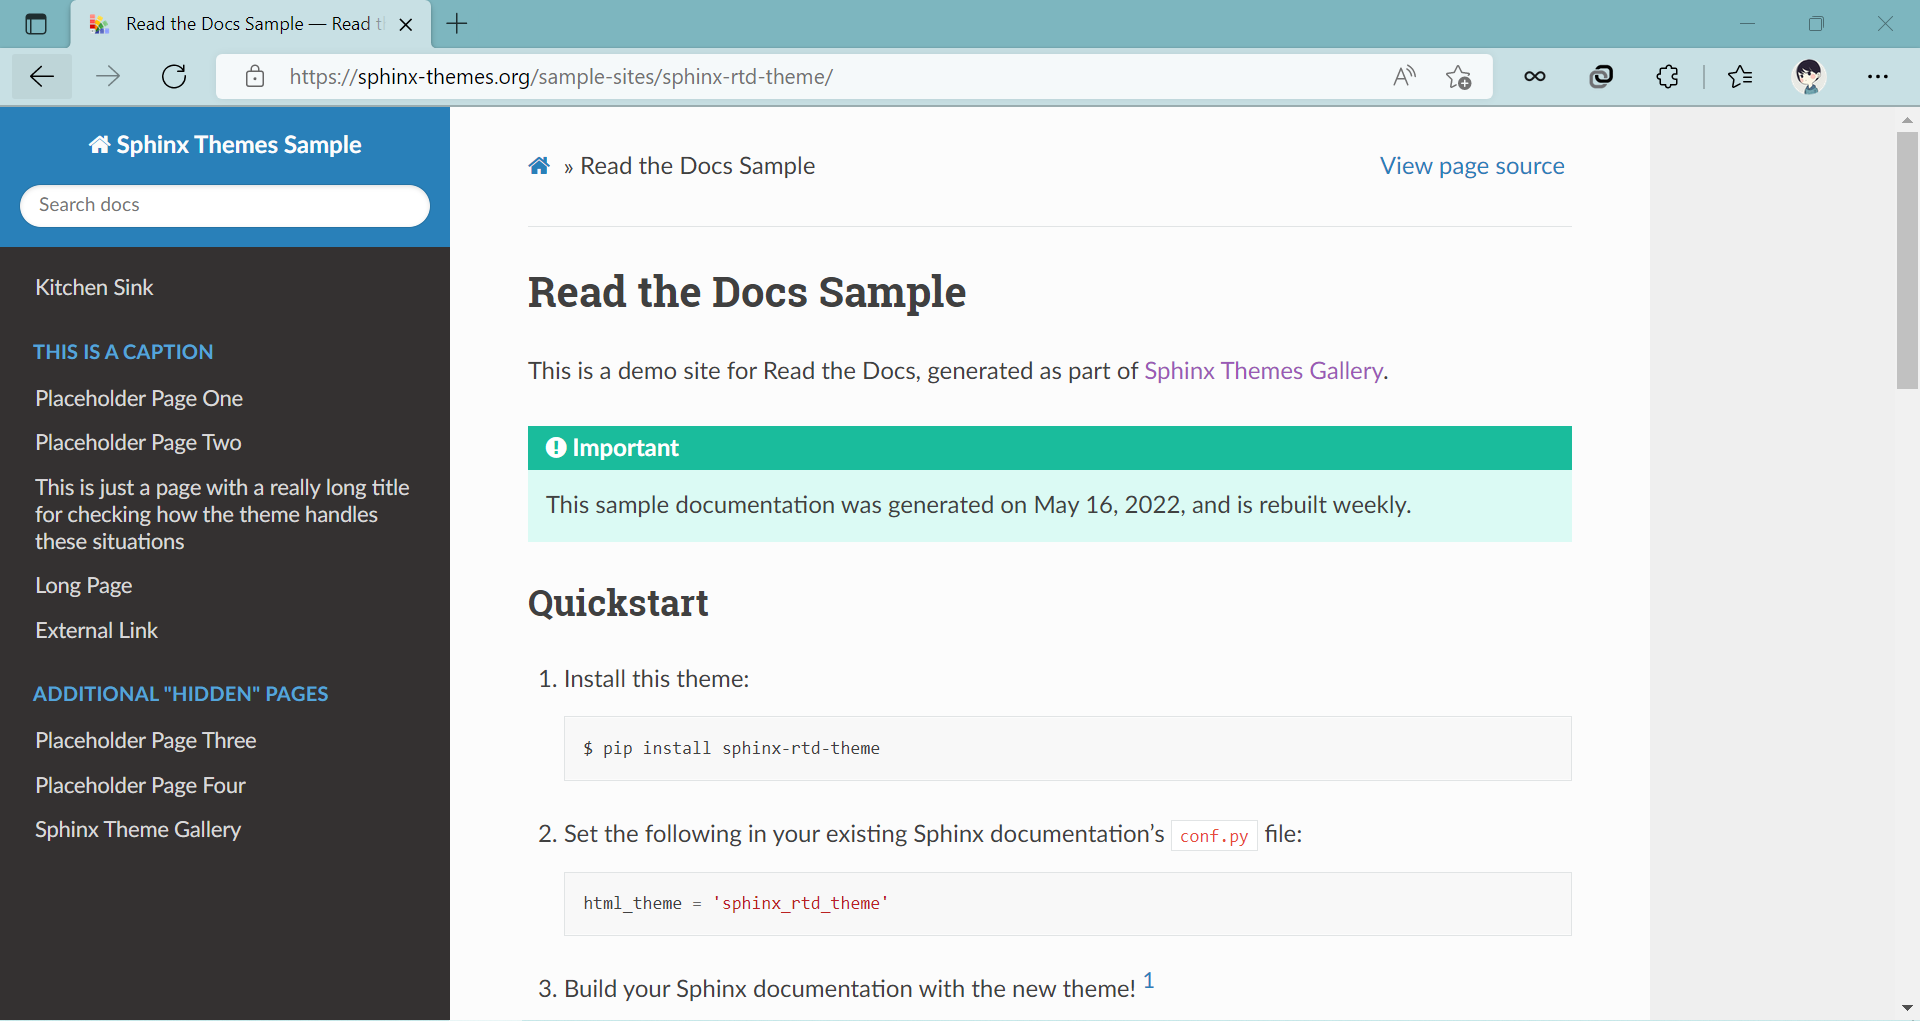 Read the Docs Sample — Read t
https://sphinx-themes.org/sample-sites/sphinx-rtd-theme/
Sphinx Themes Sample
Search docs
Kitchen Sink
THIS IS A CAPTION
Placeholder Page One
Placeholder Page Two
This is just a page with a really long title
for checking how the theme handles
these situations
Long Page
External Link
ADDITIONAL "HIDDEN" PAGES
Placeholder Page Three
Placeholder Page Four
Sphinx Theme Gallery
» Read the Docs Sample
View page source
Read the Docs Sample
This is a demo site for Read the Docs, generated as part of Sphinx Themes Gallery.
Important
This sample documentation was generated on May 16, 2022, and is rebuilt weekly.
Quickstart
1. Install this theme:
$ pip install sphinx-rtd-theme
2. Set the following in your existing Sphinx documentation’s conf.py file:
html_theme = 'sphinx_rtd_theme'
3. Build your Sphinx documentation with the new theme! 1